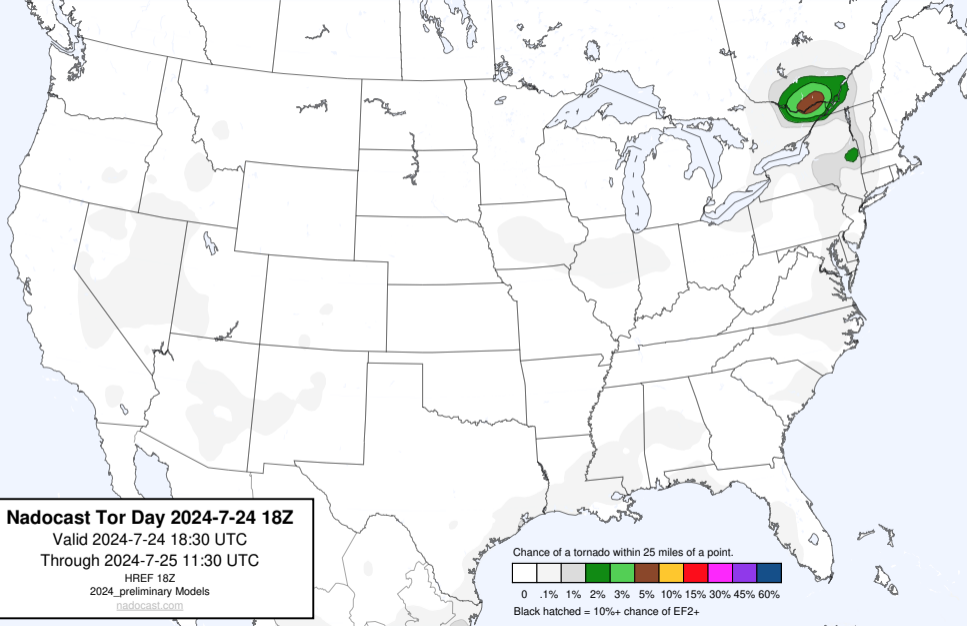 Nadocast Tor Day 2024-7-24 18Z
Valid 2024-7-24 18:30 UTC
Through 2024-7-25 11:30 UTC
HREF 18Z
2024_preliminary Models
nadocast.com
Chance of a tornado within 25 miles of a point.
0 .1% 1% 2% 3% 5% 10% 15% 30% 45% 60%
Black hatched = 10%+ chance of EF2+